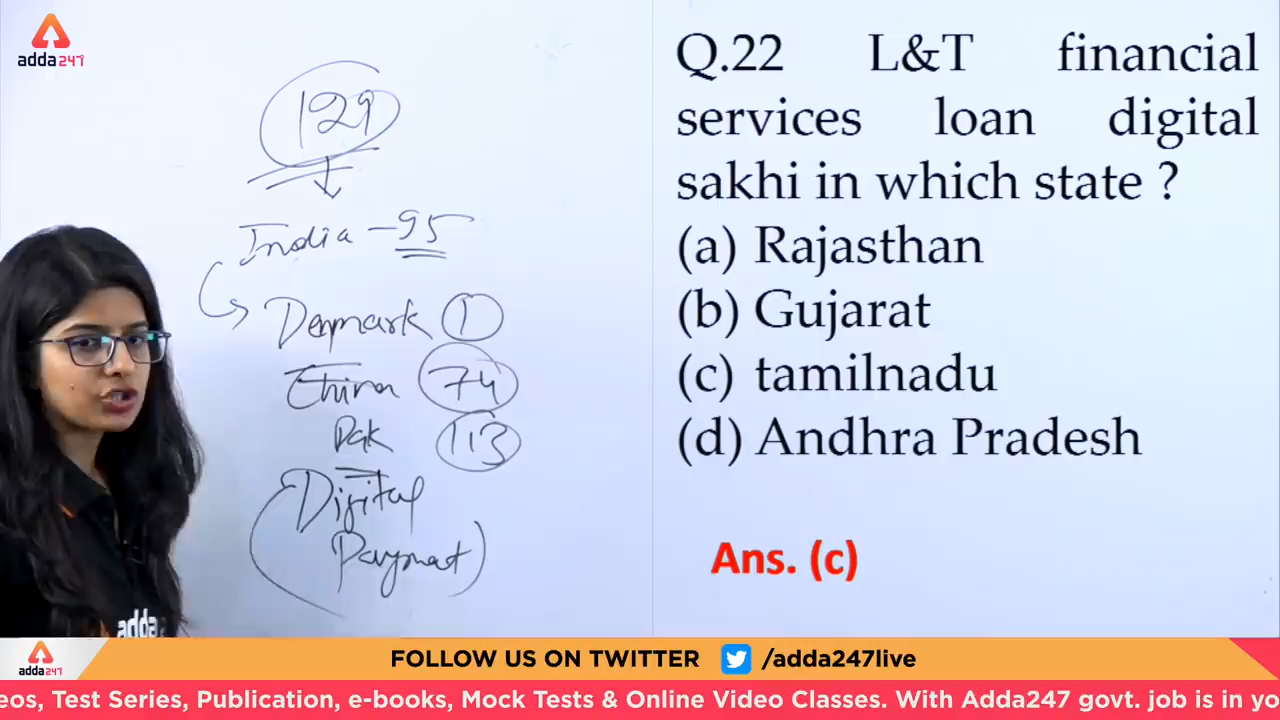 adda247
129
India - 95
Denmark 1
China 74
Pak 113
Digital
Paymat
Q.22 L&T financial
services loan digital
sakhi in which state ?
(a) Rajasthan
(b) Gujarat
(c) tamilnadu
(d) Andhra Pradesh
Ans. (c)
adda
adda247
FOLLOW US ON TWITTER /adda247live
eos, Test Series, Publication, e-books, Mock Tests & Online Video Classes. With Adda247 govt. job is in yo